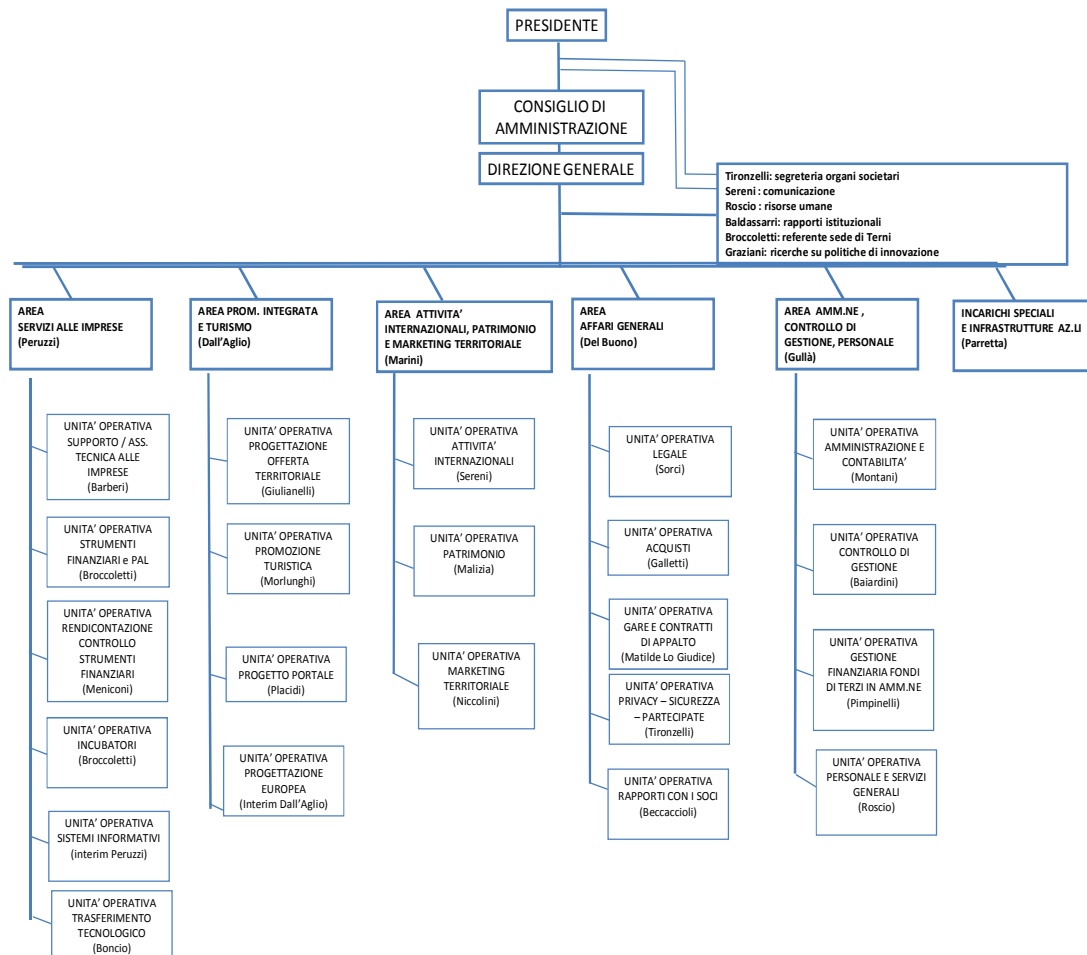 PRESIDENTE
CONSIGLIO DI
AMMINISTRAZIONE
DIREZIONE GENERALE
Tironzelli: segreteria organi societari
Sereni : comunicazione
Roscio : risorse umane
Baldassarri: rapporti istituzionali
Broccoletti: referente sede di Terni
Graziani: ricerche su politiche di innovazione
AREA
SERVIZI ALLE IMPRESE
(Peruzzi)
UNITA’ OPERATIVA
SUPPORTO / ASS.
TECNICA ALLE
IMPRESE
(Barberi)
UNITA’ OPERATIVA
STRUMENTI
FINANZIARI e PAL
(Broccoletti)
UNITA’ OPERATIVA
RENDICONTAZIONE
CONTROLLO
STRUMENTI
FINANZIARI
(Meniconi)
UNITA’ OPERATIVA
INCUBATORI
(Broccoletti)
UNITA’ OPERATIVA
SISTEMI INFORMATIVI
(interim Peruzzi)
UNITA’ OPERATIVA
TRASFERIMENTO
TECNOLOGICO
(Boncio)
AREA PROM. INTEGRATA
E TURISMO
(Dall’Aglio)
UNITA’ OPERATIVA
PROGETTAZIONE
OFFERTA
TERRITORIALE
(Giulianelli)
UNITA’ OPERATIVA
PROMOZIONE
TURISTICA
(Morlunghi)
UNITA’ OPERATIVA
PROGETTO PORTALE
(Placidi)
UNITA’ OPERATIVA
PROGETTAZIONE
EUROPEA
(Interim Dall’Aglio)
AREA ATTIVITA’
INTERNAZIONALI, PATRIMONIO
E MARKETING TERRITORIALE
(Marini)
UNITA’ OPERATIVA
ATTIVITA’
INTERNAZIONALI
(Sereni)
UNITA’ OPERATIVA
PATRIMONIO
(Malizia)
UNITA’ OPERATIVA
MARKETING
TERRITORIALE
(Niccolini)
AREA
AFFARI GENERALI
(Del Buono)
UNITA’ OPERATIVA
LEGALE
(Sorci)
UNITA’ OPERATIVA
ACQUISTI
(Galletti)
UNITA’ OPERATIVA
GARE E CONTRATTI
DI APPALTO
(Matilde Lo Giudice)
UNITA’ OPERATIVA
PRIVACY – SICUREZZA
– PARTECIPATE
(Tironzelli)
UNITA’ OPERATIVA
RAPPORTI CON I SOCI
(Beccaccioli)
AREA AMM.NE ,
CONTROLLO DI
GESTIONE, PERSONALE
(Gullà)
UNITA’ OPERATIVA
AMMINISTRAZIONE E
CONTABILITA’
(Montani)
UNITA’ OPERATIVA
CONTROLLO DI
GESTIONE
(Baiardini)
UNITA’ OPERATIVA
GESTIONE
FINANZIARIA FONDI
DI TERZI IN AMM.NE
(Pimpinelli)
UNITA’ OPERATIVA
PERSONALE E SERVIZI
GENERALI
(Roscio)
INCARICHI SPECIALI
E INFRASTRUTTURE AZ.LI
(Parretta)